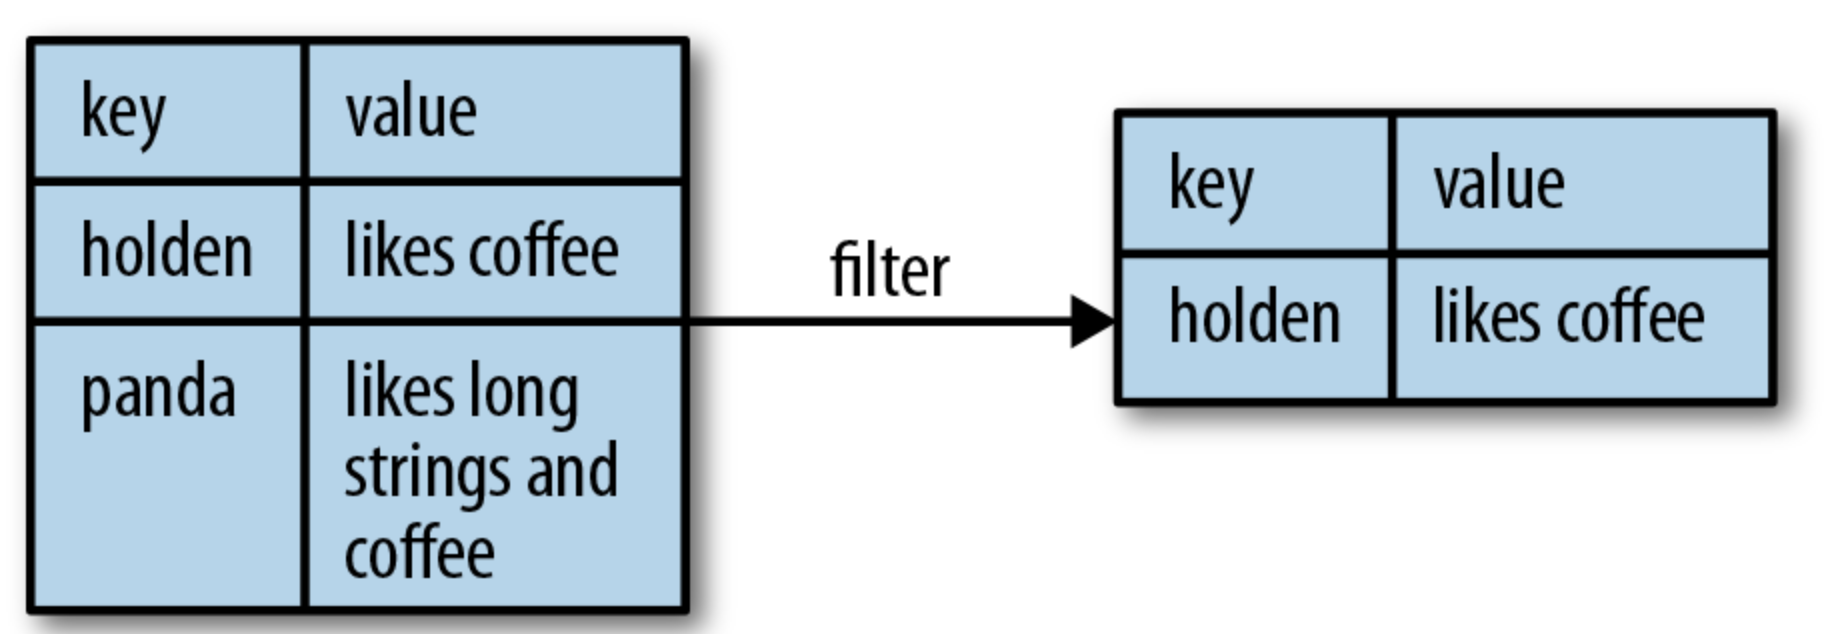 key value
holden likes coffee
panda likes long
strings and
coffee
filter
key value
holden likes coffee